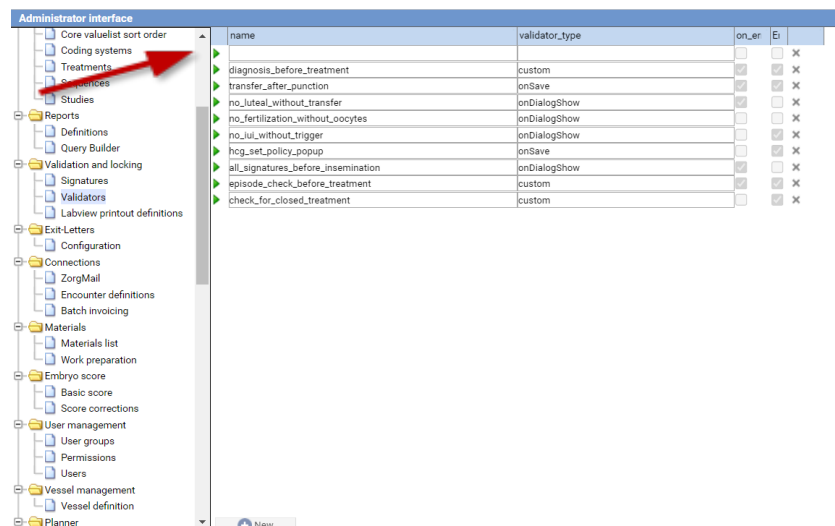 Administrator interface
Core valuelist sort order
Coding systems
Treatments
Sequences
Studies
Reports
Definitions
Query Builder
Validation and locking
Signatures
Validators
Labview printout definitions
Exit-Letters
Configuration
Connections
ZorgMail
Encounter definitions
Batch invoicing
Materials
Materials list
Work preparation
Embryo score
Basic score
Score corrections
User management
User groups
Permissions
Users
Vessel management
Vessel definition
Planner
name validator_type on_er
diagnosis_before_treatment custom
transfer_after_punction onSave
no_luteal_without_transfer onDialogShow
no_fertilization_without_oocytes onDialogShow
no_iui_without_trigger onDialogShow
hcg_set_policy_popup onSave
all_signatures_before_insemination onDialogShow
episode_check_before_treatment custom
check_for_closed_treatment custom
New